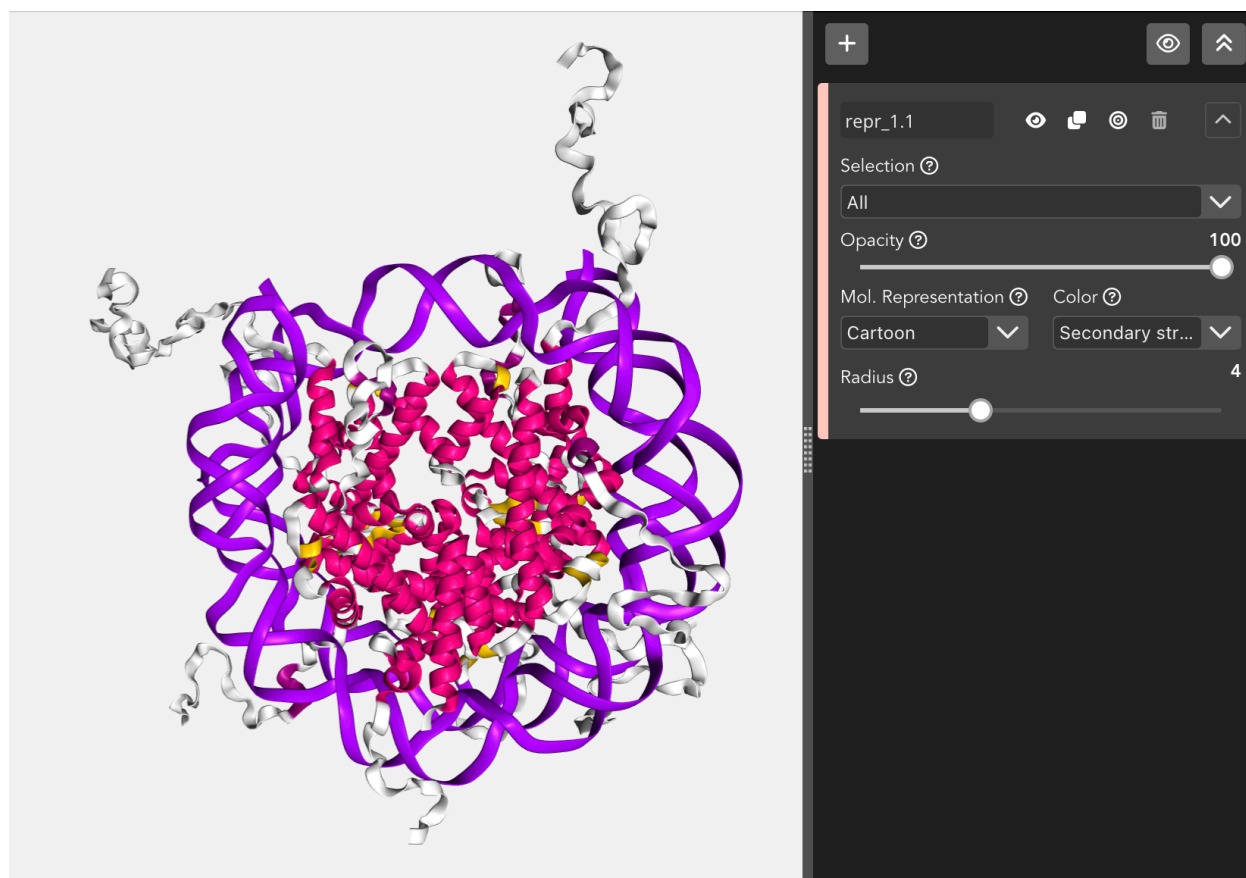 repr_1.1
Selection
All
Opacity 100
Mol. Representation Color
Cartoon Secondary str...
Radius 4